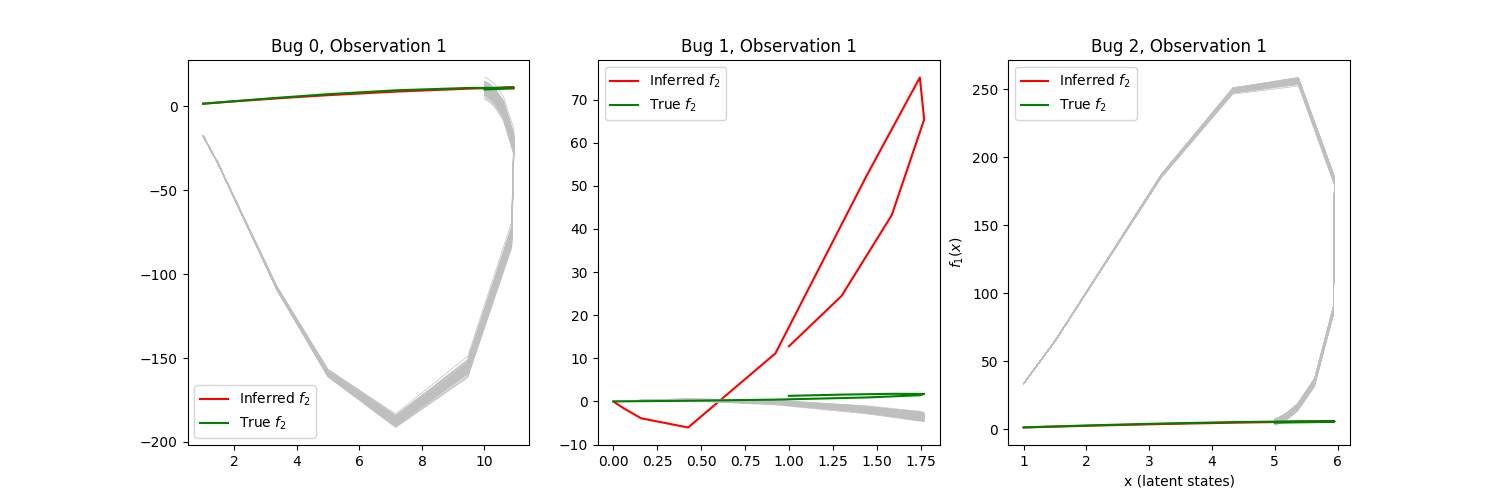 Bug 0, Observation 1
0
−50
−100
−150
−200
2 4 6 8 10
Inferred f₂
True f₂
Bug 1, Observation 1
70
60
50
40
30
20
10
0
−10
0.00 0.25 0.50 0.75 1.00 1.25 1.50 1.75
Inferred f₂
True f₂
Bug 2, Observation 1
f₁(x)
250
200
150
100
50
0
1 2 3 4 5 6
x (latent states)
Inferred f₂
True f₂